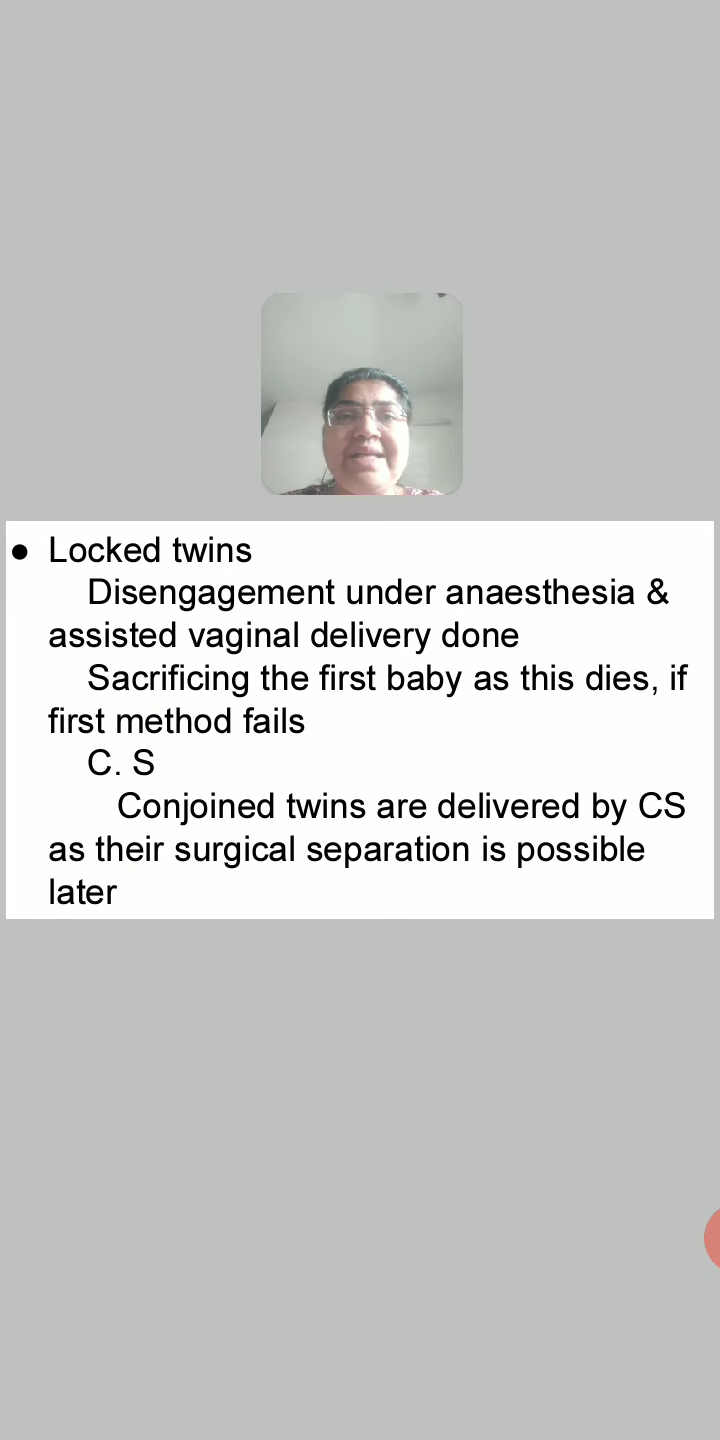 ● Locked twins
Disengagement under anaesthesia &
assisted vaginal delivery done
Sacrificing the first baby as this dies, if
first method fails
C. S
Conjoined twins are delivered by CS
as their surgical separation is possible
later